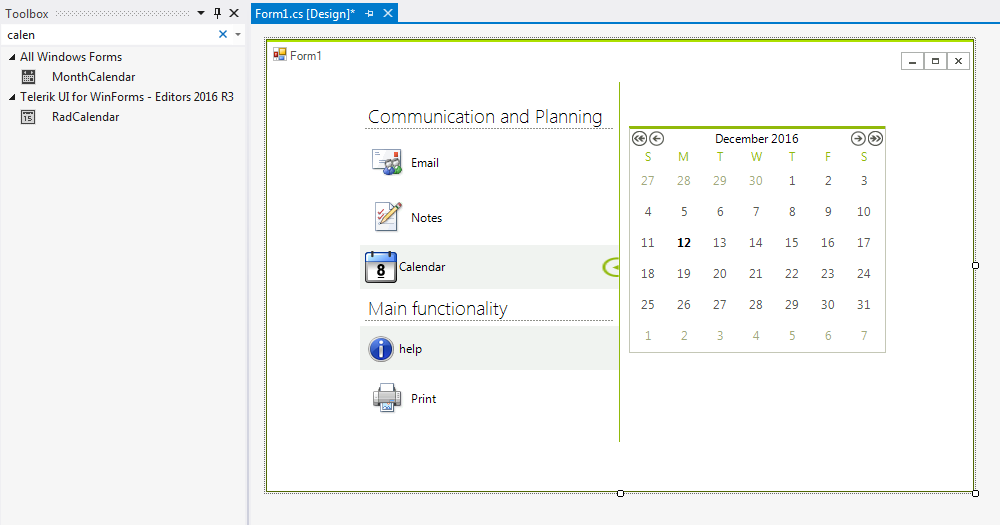 Toolbox
calen
All Windows Forms
MonthCalendar
Telerik UI for WinForms - Editors 2016 R3
15
RadCalendar
Form1.cs [Design]*
Form1
Communication and Planning
Email
Notes
8
Calendar
Main functionality
i
help
Print
December 2016
S M T W T F S
27 28 29 30 1 2 3
4 5 6 7 8 9 10
11 12 13 14 15 16 17
18 19 20 21 22 23 24
25 26 27 28 29 30 31
1 2 3 4 5 6 7